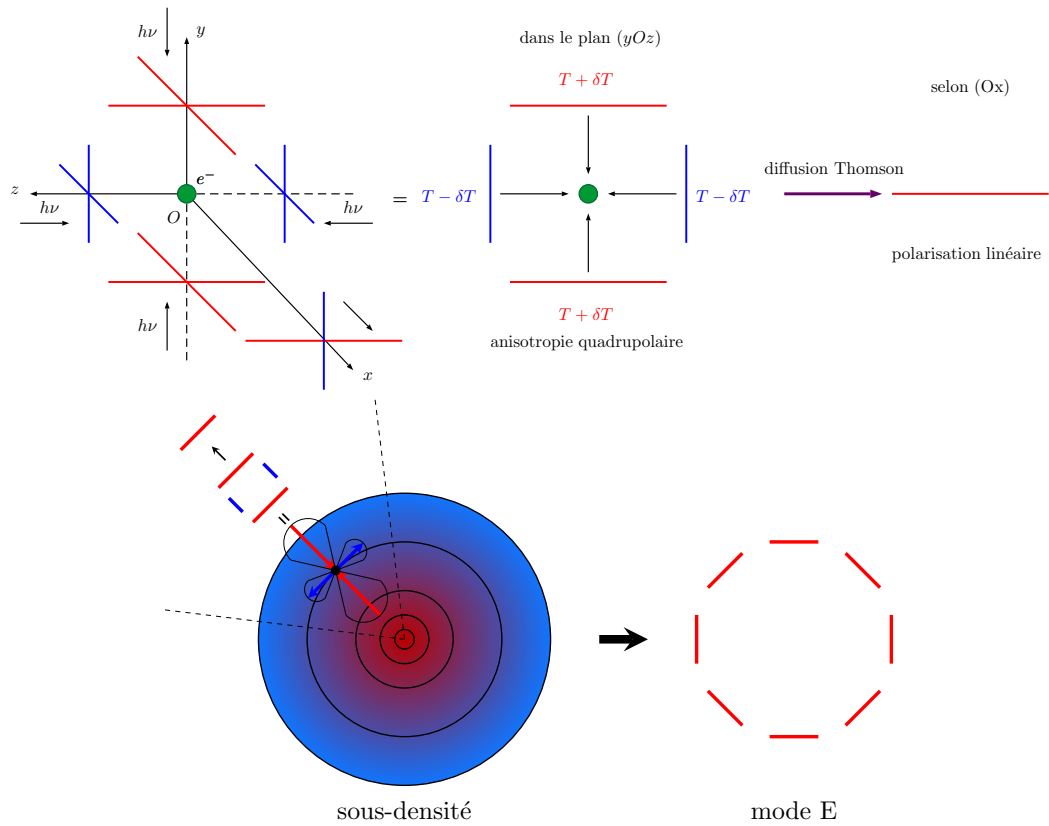 hν
y
dans le plan (yOz)
T + δT
selon (Ox)
z
e⁻
hν
O
hν
=
T − δT
T − δT
diffusion Thomson
polarisation linéaire
hν
T + δT
anisotropie quadrupolaire
x
=
sous-densité
mode E